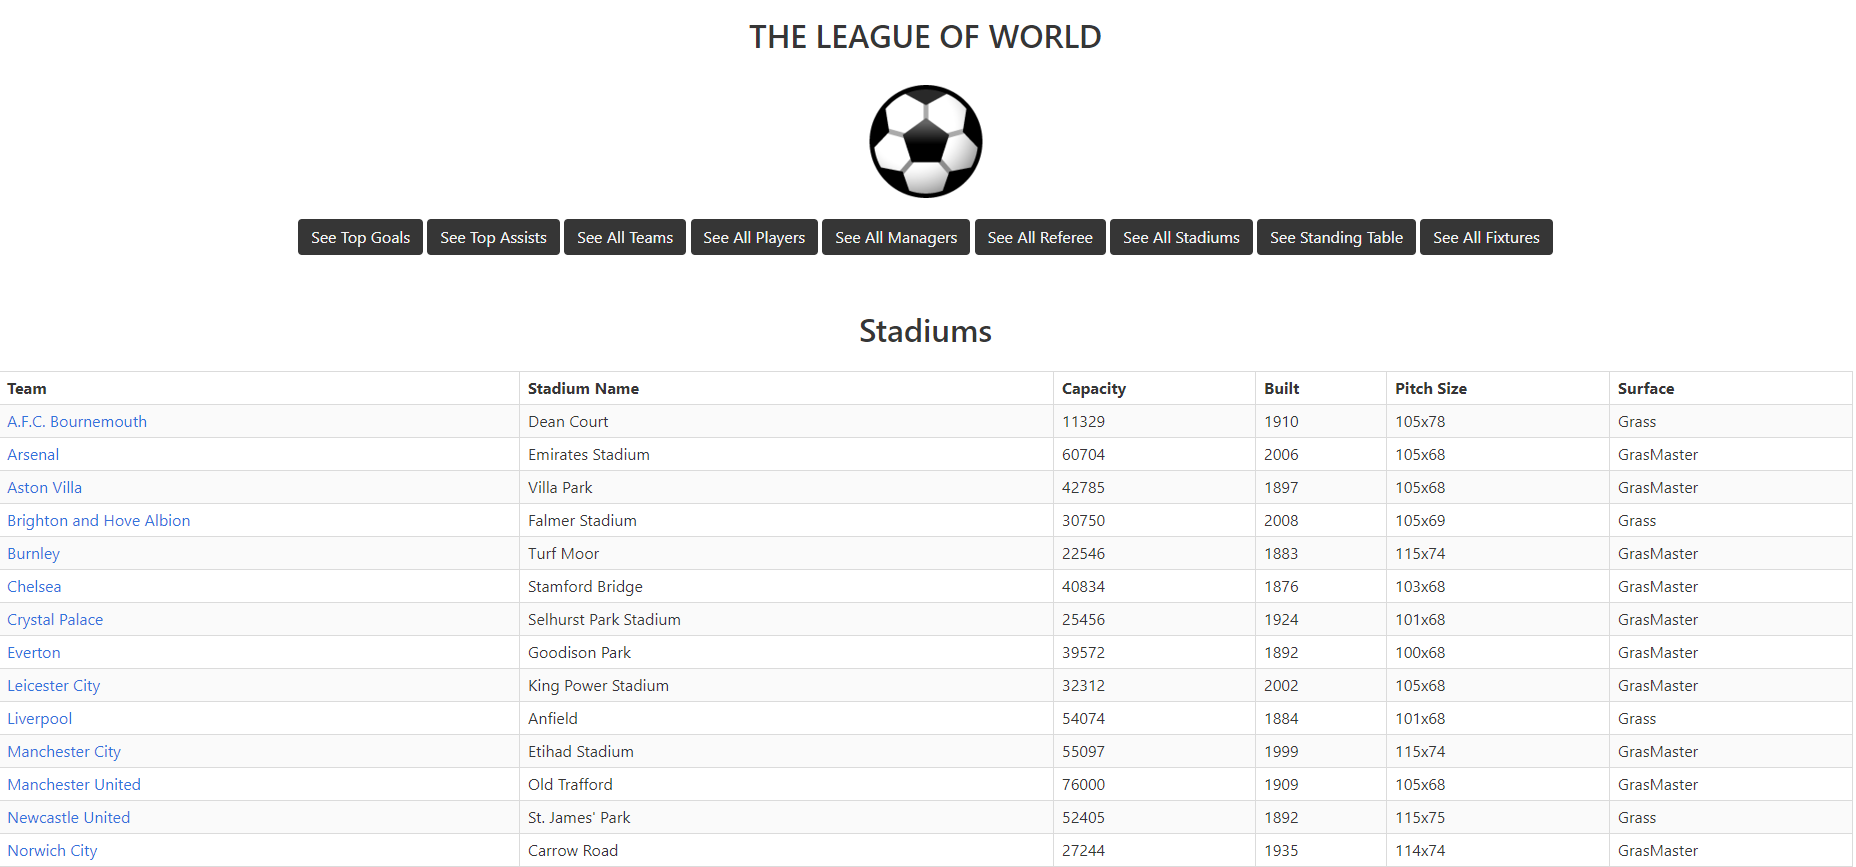 THE LEAGUE OF WORLD
See Top Goals See Top Assists See All Teams See All Players See All Managers See All Referee See All Stadiums See Standing Table See All Fixtures
Stadiums
Team Stadium Name Capacity Built Pitch Size Surface
A.F.C. Bournemouth Dean Court 11329 1910 105x78 Grass
Arsenal Emirates Stadium 60704 2006 105x68 GrasMaster
Aston Villa Villa Park 42785 1897 105x68 GrasMaster
Brighton and Hove Albion Falmer Stadium 30750 2008 105x69 Grass
Burnley Turf Moor 22546 1883 115x74 GrasMaster
Chelsea Stamford Bridge 40834 1876 103x68 GrasMaster
Crystal Palace Selhurst Park Stadium 25456 1924 101x68 GrasMaster
Everton Goodison Park 39572 1892 100x68 GrasMaster
Leicester City King Power Stadium 32312 2002 105x68 GrasMaster
Liverpool Anfield 54074 1884 101x68 Grass
Manchester City Etihad Stadium 55097 1999 115x74 GrasMaster
Manchester United Old Trafford 76000 1909 105x68 GrasMaster
Newcastle United St. James' Park 52405 1892 115x75 Grass
Norwich City Carrow Road 27244 1935 114x74 GrasMaster